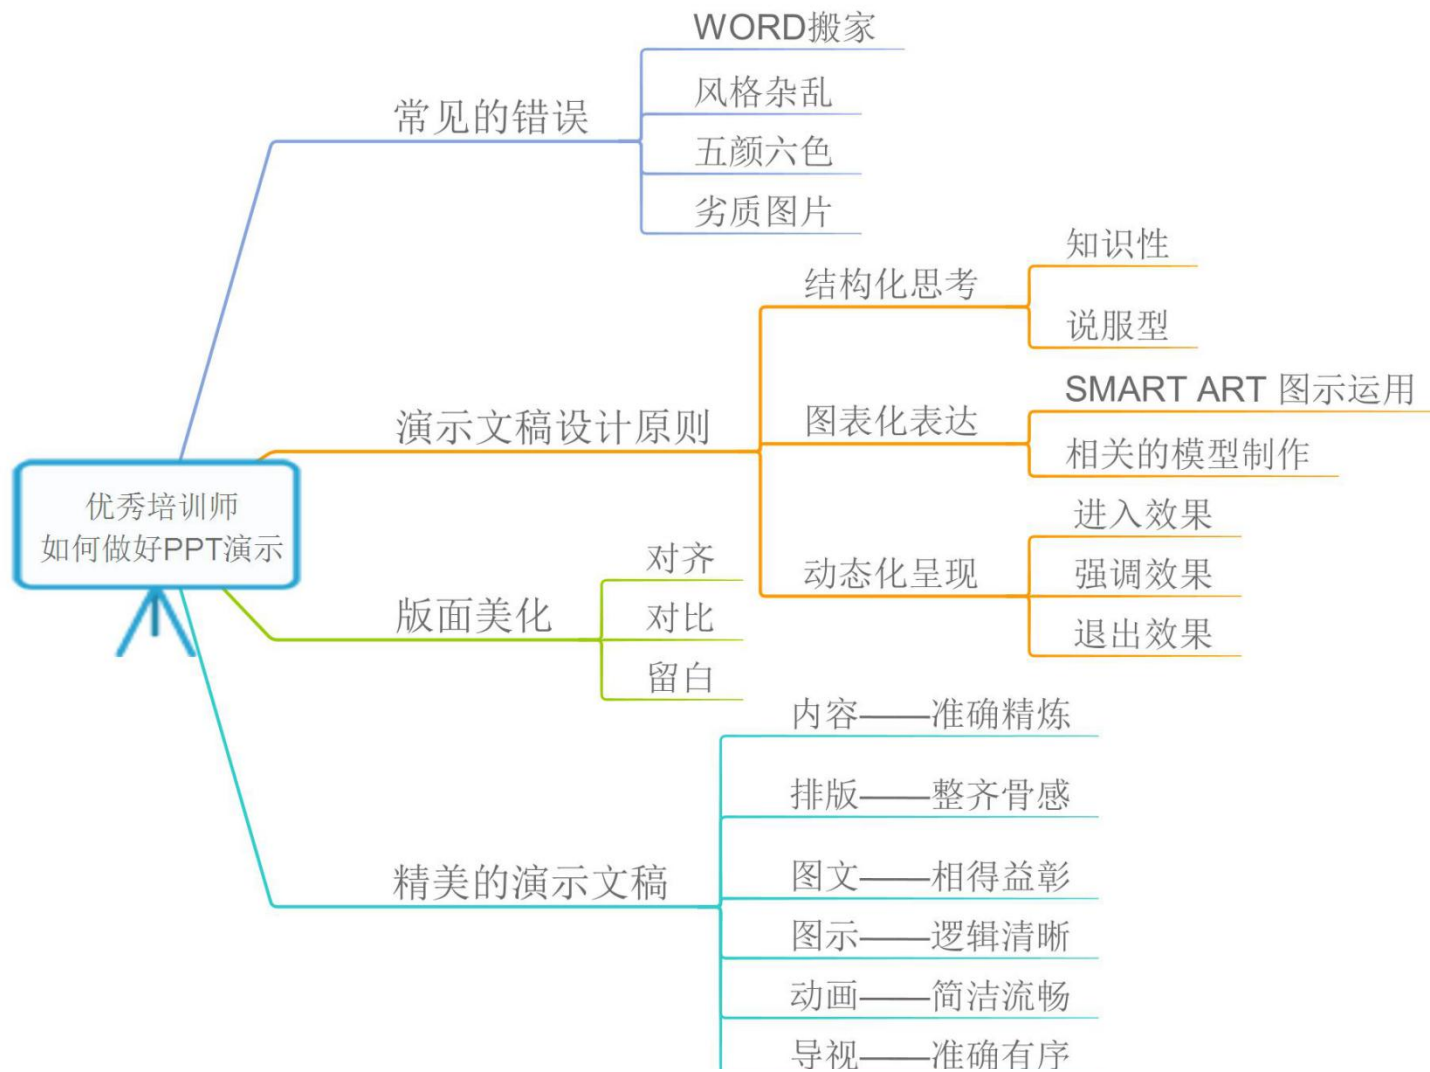 优秀培训师
如何做好PPT演示
常见的错误
WORD搬家
风格杂乱
五颜六色
劣质图片
演示文稿设计原则
结构化思考
知识性
说服型
图表化表达
SMART ART 图示运用
相关的模型制作
动态化呈现
进入效果
强调效果
退出效果
版面美化
对齐
对比
留白
精美的演示文稿
内容——准确精炼
排版——整齐骨感
图文——相得益彰
图示——逻辑清晰
动画——简洁流畅
导视——准确有序